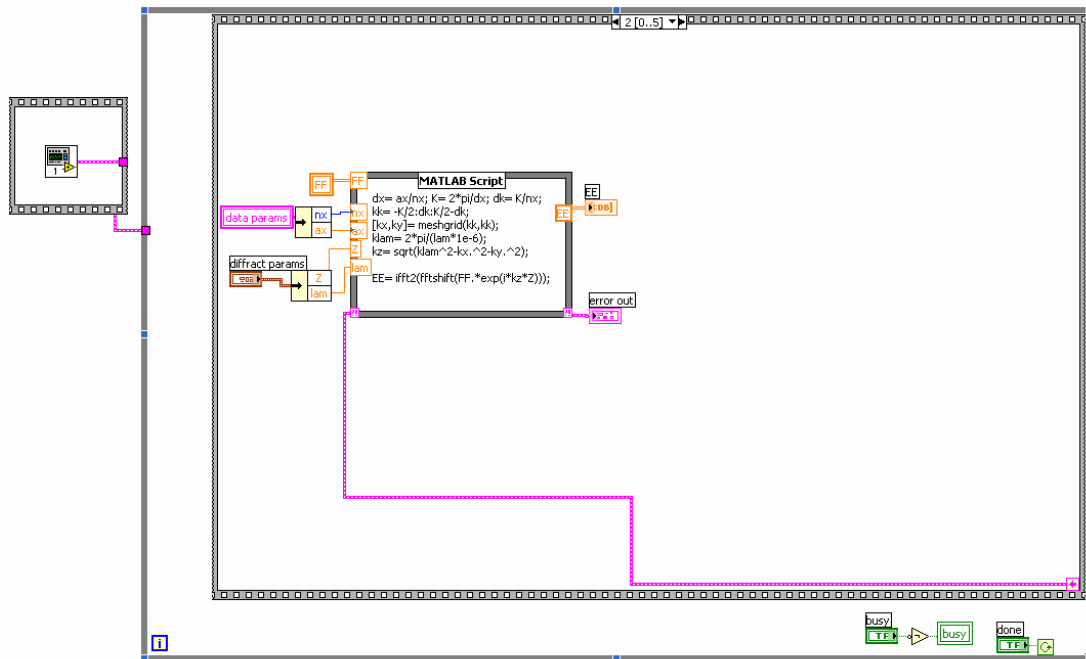 2 [0..5]
1
MATLAB Script
FF
FF
dx= ax/nx; K= 2*pi/dx; dk= K/nx;
kk= -K/2:dk:K/2-dk;
[kx,ky]= meshgrid(kk,kk);
klam= 2*pi/(lam*1e-6);
kz= sqrt(klam^2-kx.^2-ky.^2);
EE= ifft2(fftshift(FF.*exp(i*kz*Z)));
EE
EE
data params
nx
ax
nx
ax
diffract params
Z
lam
Z
lam
error out
i
busy
TF
busy
done
TF